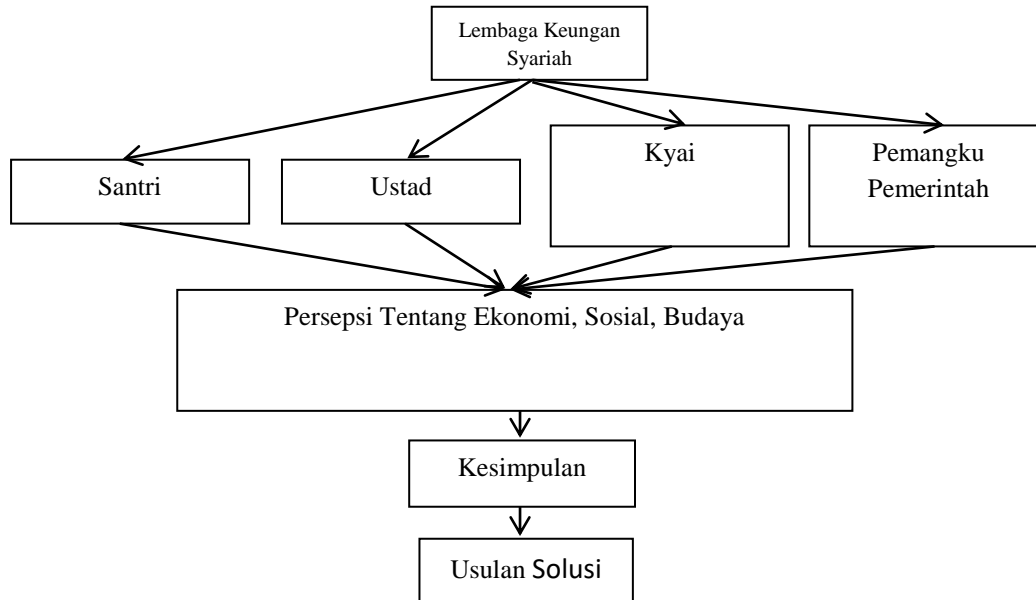 Lembaga Keungan
Syariah
Santri
Ustad
Kyai
Pemangku
Pemerintah
Persepsi Tentang Ekonomi, Sosial, Budaya
Kesimpulan
Usulan Solusi